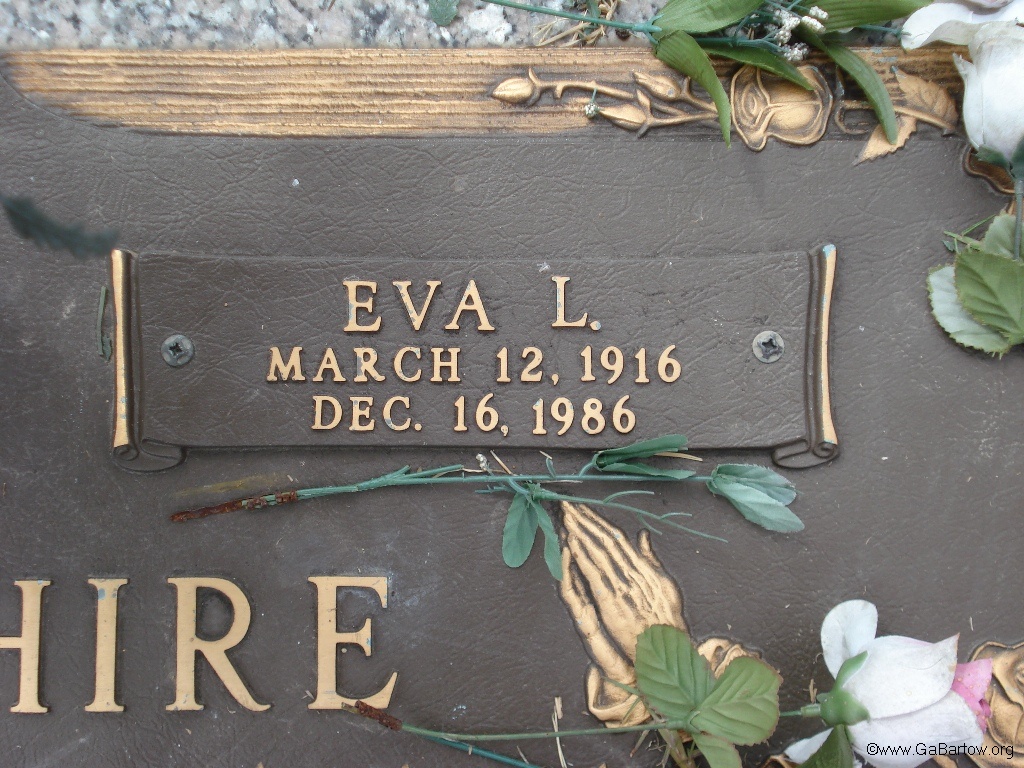 EVA L.
MARCH 12, 1916
DEC. 16, 1986
HIRE
©www.GaBartow.org